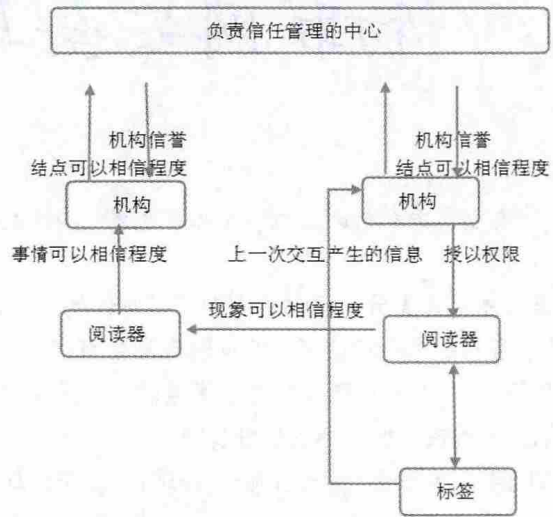 负责信任管理的中心
机构信誉
机构信誉
结点可以相信程度
结点可以相信程度
机构
机构
事情可以相信程度
上一次交互产生的信息
授以权限
现象可以相信程度
阅读器
阅读器
标签